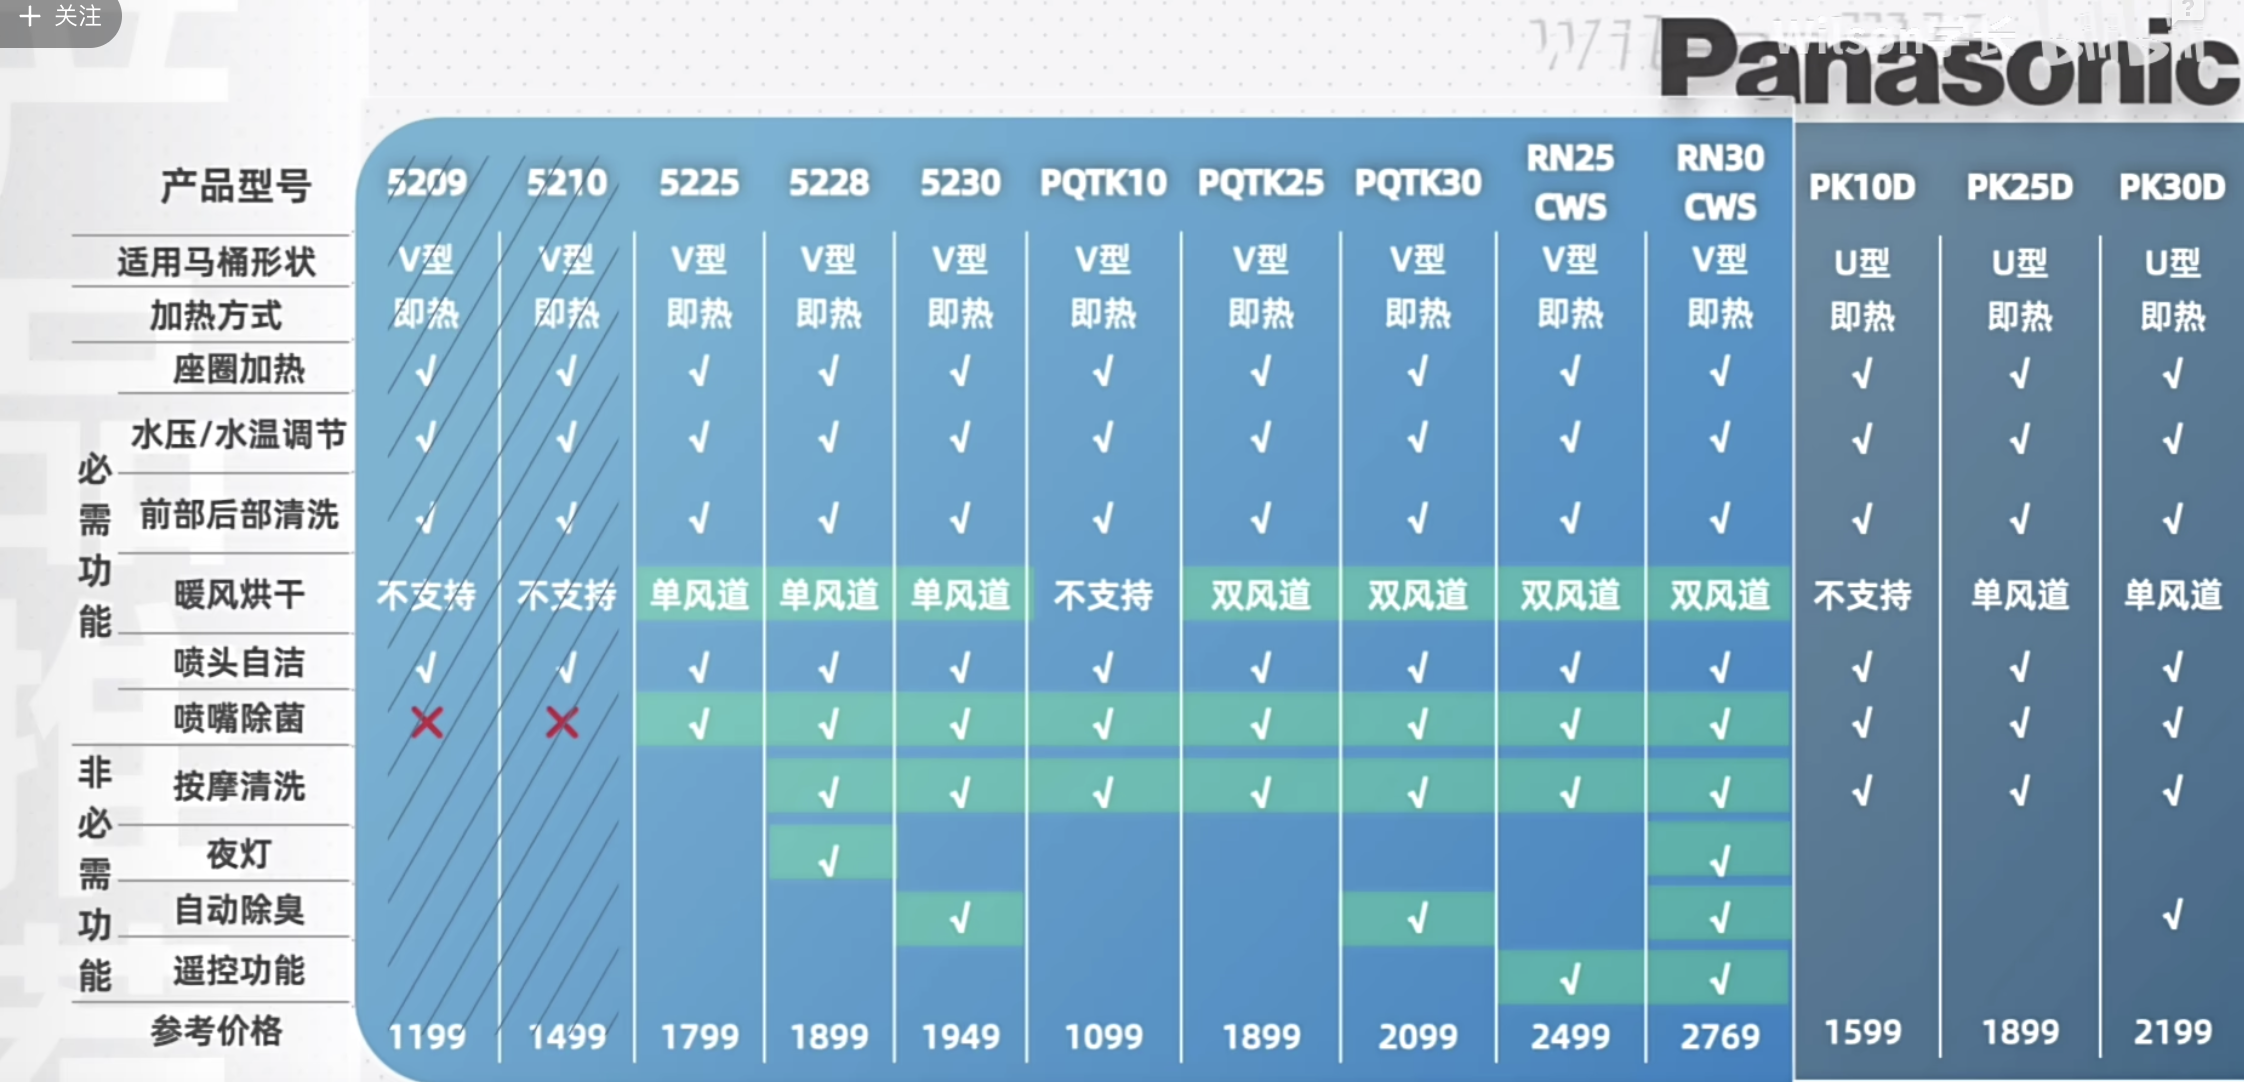 + 关注
Wilson学长 bilibili
Panasonic
产品型号 5209 5210 5225 5228 5230 PQTK10 PQTK25 PQTK30 RN25 CWS RN30 CWS PK10D PK25D PK30D
适用马桶形状 V型 V型 V型 V型 V型 V型 V型 V型 V型 V型 U型 U型 U型
加热方式 即热 即热 即热 即热 即热 即热 即热 即热 即热 即热 即热 即热 即热
必需功能
座圈加热 √ √ √ √ √ √ √ √ √ √ √ √ √
水压/水温调节 √ √ √ √ √ √ √ √ √ √ √ √ √
前部后部清洗 √ √ √ √ √ √ √ √ √ √ √ √ √
暖风烘干 不支持 不支持 单风道 单风道 单风道 不支持 双风道 双风道 双风道 双风道 不支持 单风道 单风道
喷头自洁 √ √ √ √ √ √ √ √ √ √ √ √ √
喷嘴除菌 × × √ √ √ √ √ √ √ √ √ √ √
非必需功能
按摩清洗 √ √ √ √ √ √ √ √ √ √
夜灯 √ √
自动除臭 √ √ √ √
遥控功能 √ √
参考价格 1199 1499 1799 1899 1949 1099 1899 2099 2499 2769 1599 1899 2199